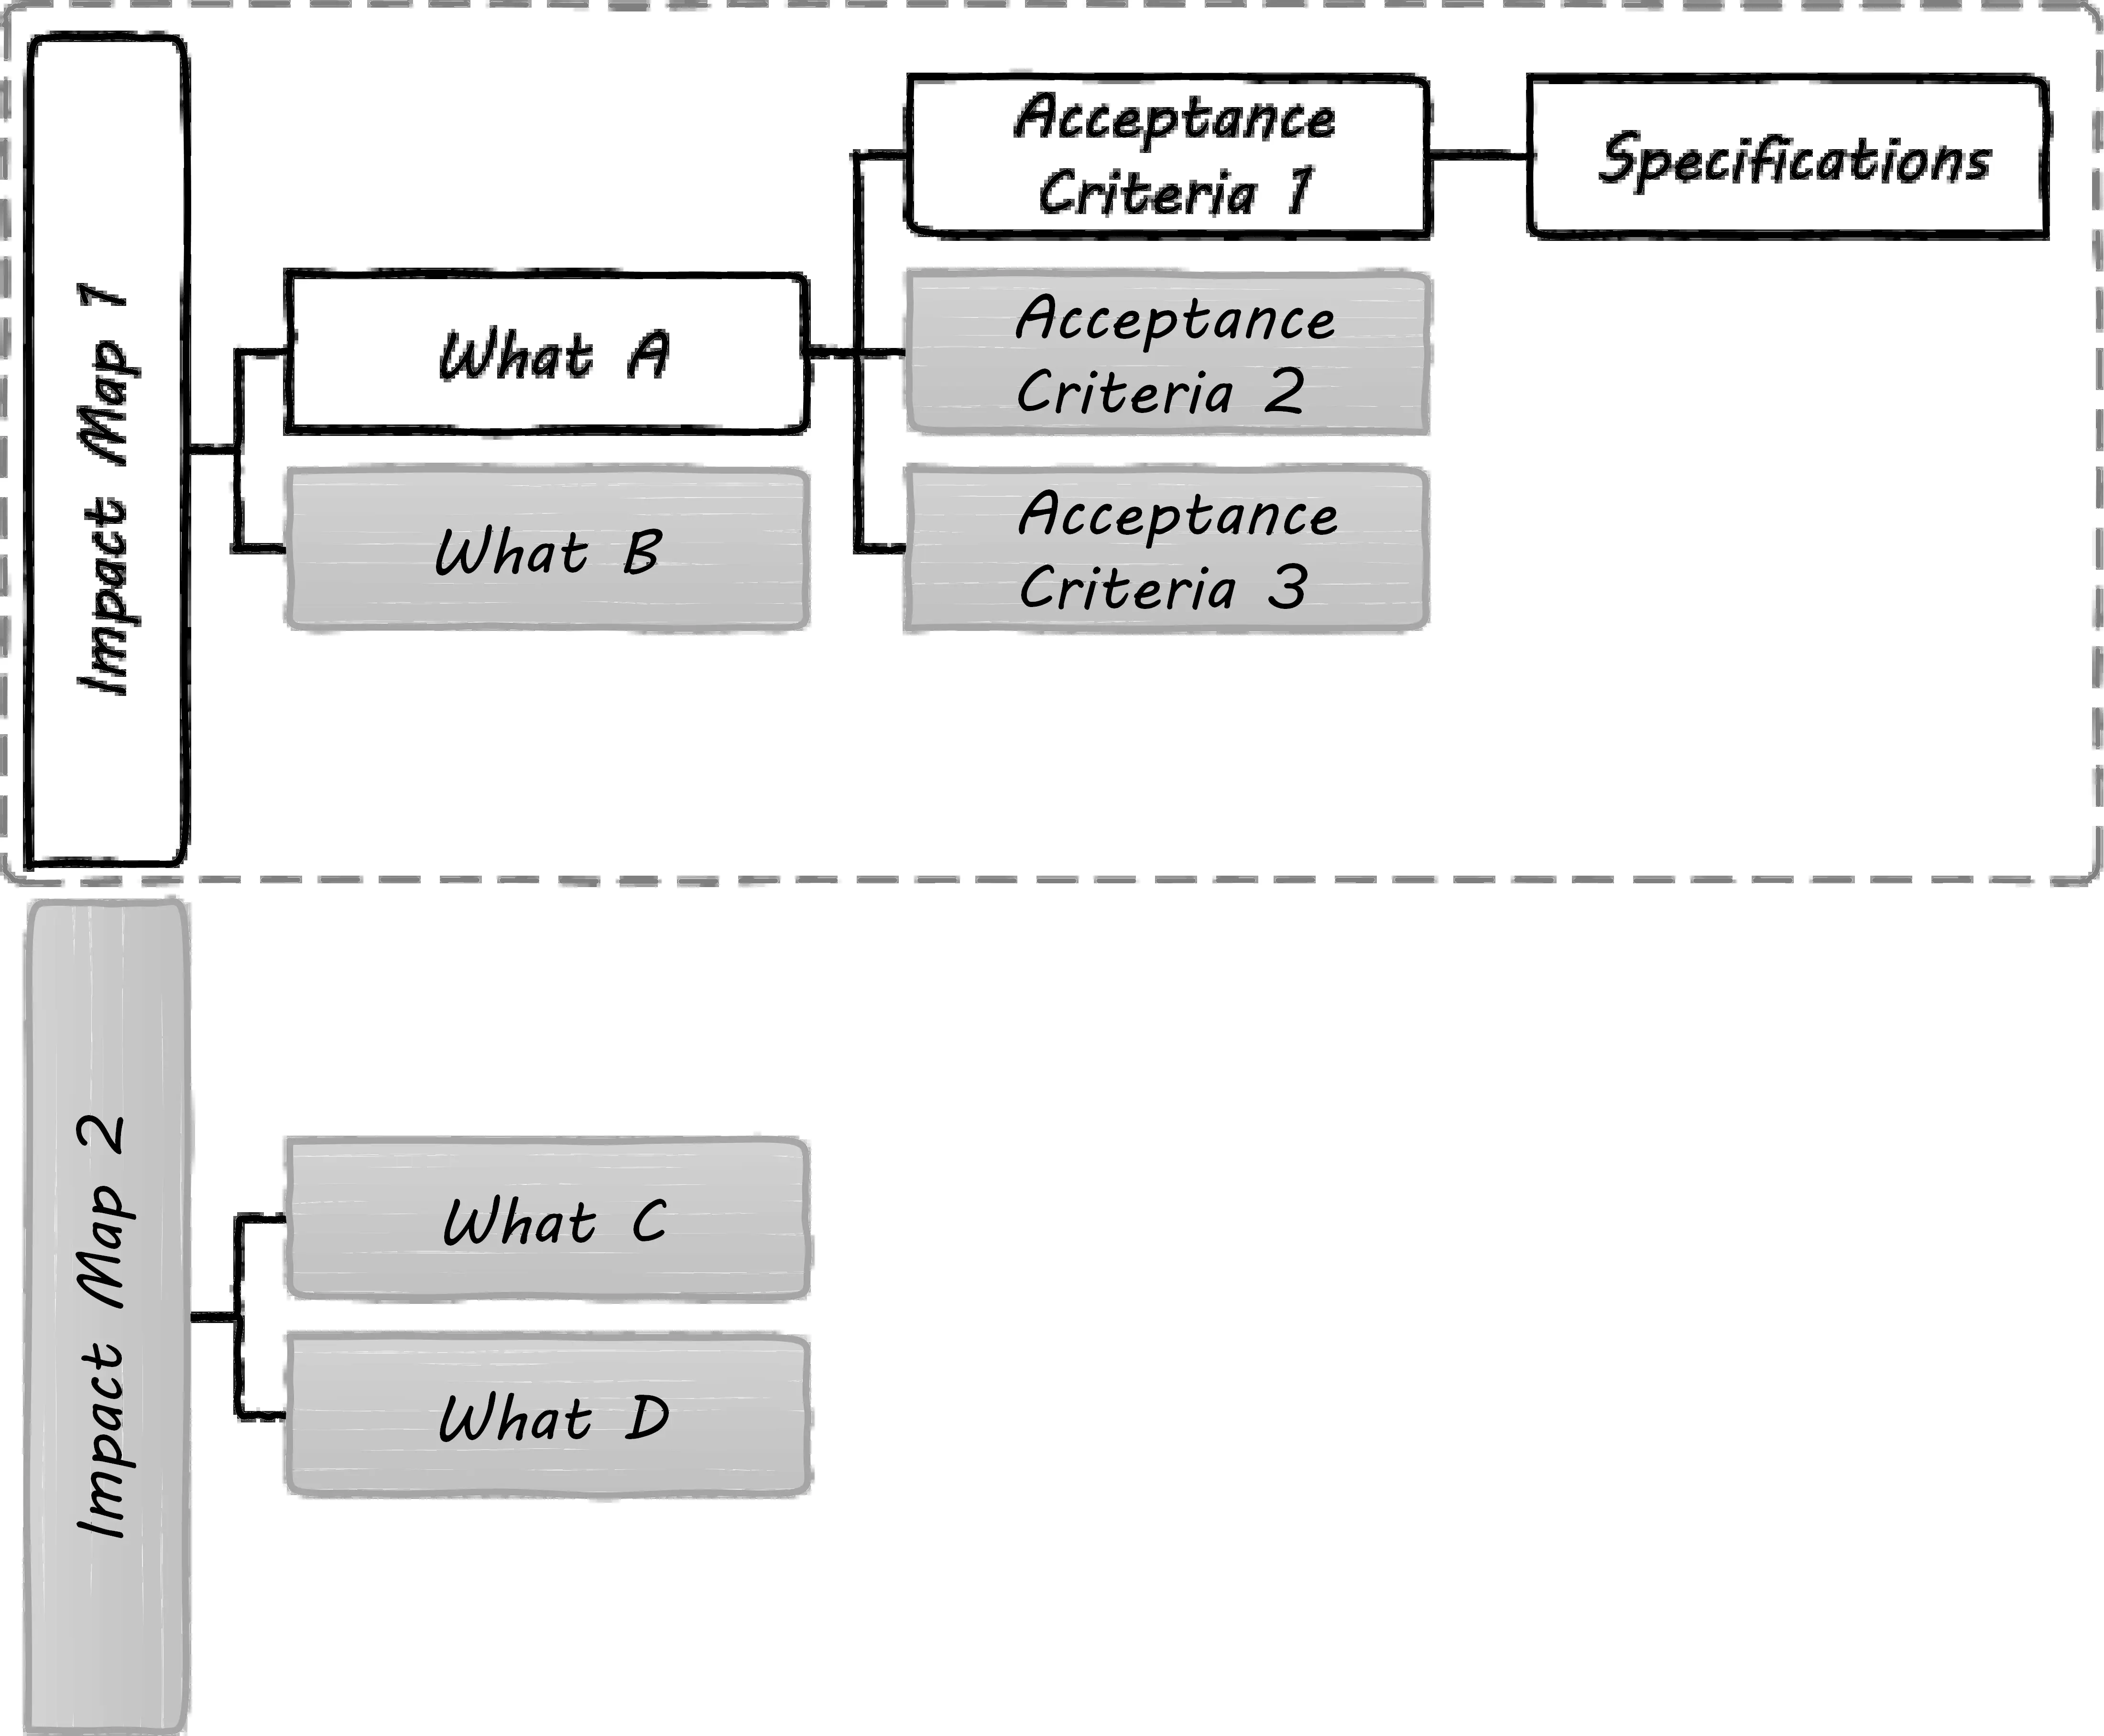 Impact Map 1
What A
What B
Acceptance
Criteria 1
Acceptance
Criteria 2
Acceptance
Criteria 3
Specifications
Impact Map 2
What C
What D